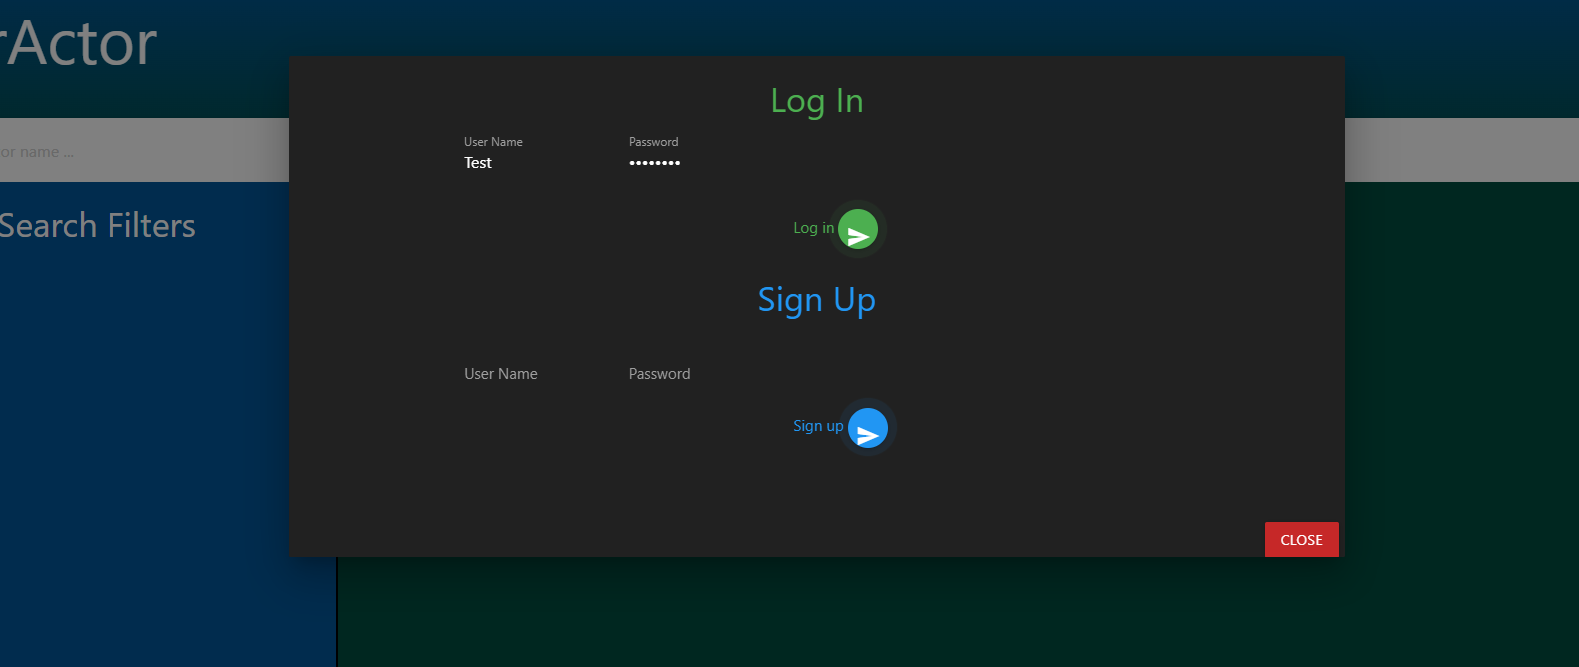 rActor
Log In
User Name Password
Test ••••••••
or name ...
Search Filters
Log in
Sign Up
User Name Password
Sign up
CLOSE